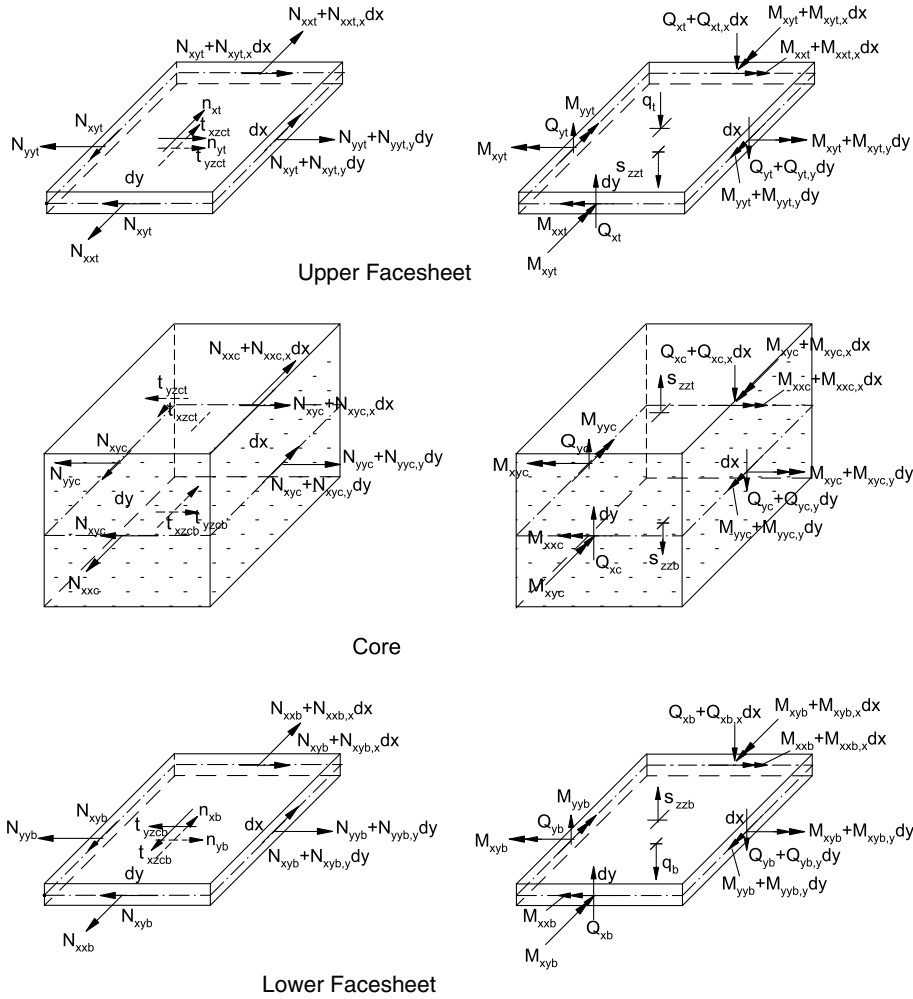 N_xxt+N_xxt,x dx
N_xyt+N_xyt,x dx
N_xyt
N_yyt
n_xt
t_xzct
n_yt
t_yzct
dx
N_yyt+N_yyt,y dy
N_xyt+N_xyt,y dy
dy
N_xyt
N_xxt
Q_xt+Q_xt,x dx
M_xyt+M_xyt,x dx
M_xxt+M_xxt,x dx
M_yyt
Q_yt
M_xyt
q_t
s_zzt
dx
M_xyt+M_xyt,y dy
Q_yt+Q_yt,y dy
M_yyt+M_yyt,y dy
dy
M_xxt
Q_xt
M_xyt
Upper Facesheet
N_xxc+N_xxc,x dx
t_yzct
t_xzct
N_xyc+N_xyc,x dx
N_xyc
dx
N_yyc
N_yyc+N_yyc,y dy
N_xyc+N_xyc,y dy
dy
t_yzcb
t_xzcb
N_xyc
N_xxc
Q_xc+Q_xc,x dx
M_xyc+M_xyc,x dx
M_xxc+M_xxc,x dx
s_zzt
M_yyc
Q_yc
M_xyc
dx
M_xyc+M_xyc,y dy
Q_yc+Q_yc,y dy
M_yyc+M_yyc,y dy
dy
M_xxc
Q_xc
s_zzb
M_xyc
Core
N_xxb+N_xxb,x dx
N_xyb+N_xyb,x dx
N_xyb
N_yyb
n_xb
t_yzcb
n_yb
t_xzcb
dx
N_yyb+N_yyb,y dy
N_xyb+N_xyb,y dy
dy
N_xyb
N_xxb
Q_xb+Q_xb,x dx
M_xyb+M_xyb,x dx
M_xxb+M_xxb,x dx
M_yyb
Q_yb
M_xyb
s_zzb
q_b
dx
M_xyb+M_xyb,y dy
Q_yb+Q_yb,y dy
M_yyb+M_yyb,y dy
dy
M_xxb
Q_xb
M_xyb
Lower Facesheet